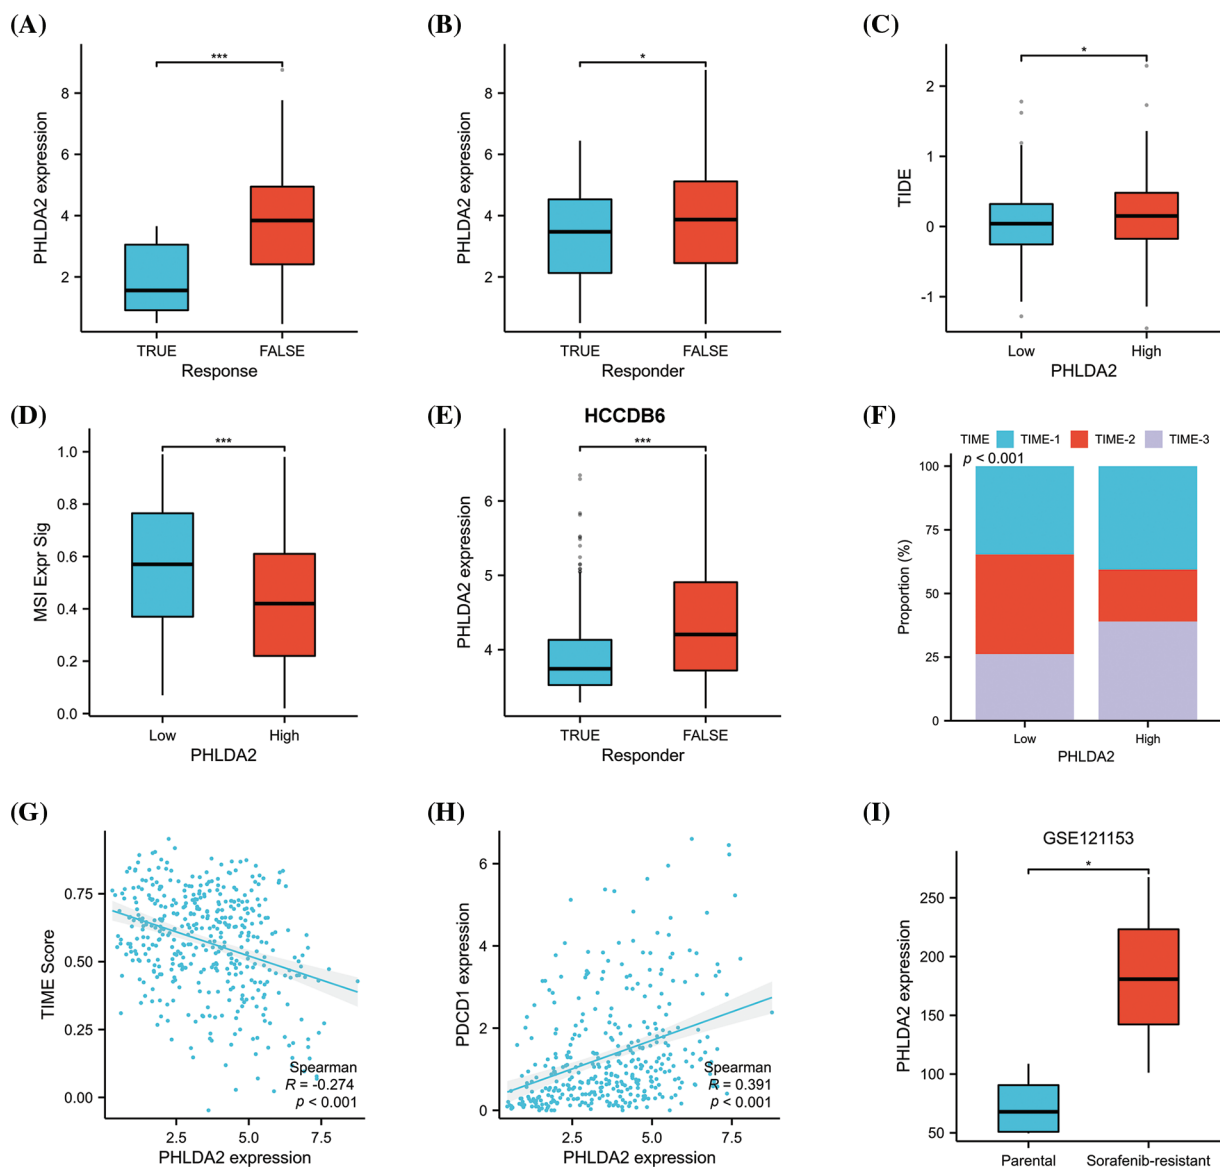 (A)
***
PHLDA2 expression
8
6
4
2
TRUE
FALSE
Response
(B)
*
PHLDA2 expression
8
6
4
2
TRUE
FALSE
Responder
(C)
*
TIDE
2
1
0
-1
Low
High
PHLDA2
(D)
***
MSI Expr Sig
1.0
0.8
0.6
0.4
0.2
0.0
Low
High
PHLDA2
(E)
HCCDB6
***
PHLDA2 expression
6
5
4
TRUE
FALSE
Responder
(F)
TIME TIME-1 TIME-2 TIME-3
p < 0.001
Proportion (%)
100
75
50
25
0
Low
High
PHLDA2
(G)
TIME Score
0.75
0.50
0.25
0.00
Spearman
R = -0.274
p < 0.001
2.5
5.0
7.5
PHLDA2 expression
(H)
PDCD1 expression
6
4
2
0
Spearman
R = 0.391
p < 0.001
2.5
5.0
7.5
PHLDA2 expression
(I)
GSE121153
*
PHLDA2 expression
250
200
150
100
50
Parental
Sorafenib-resistant